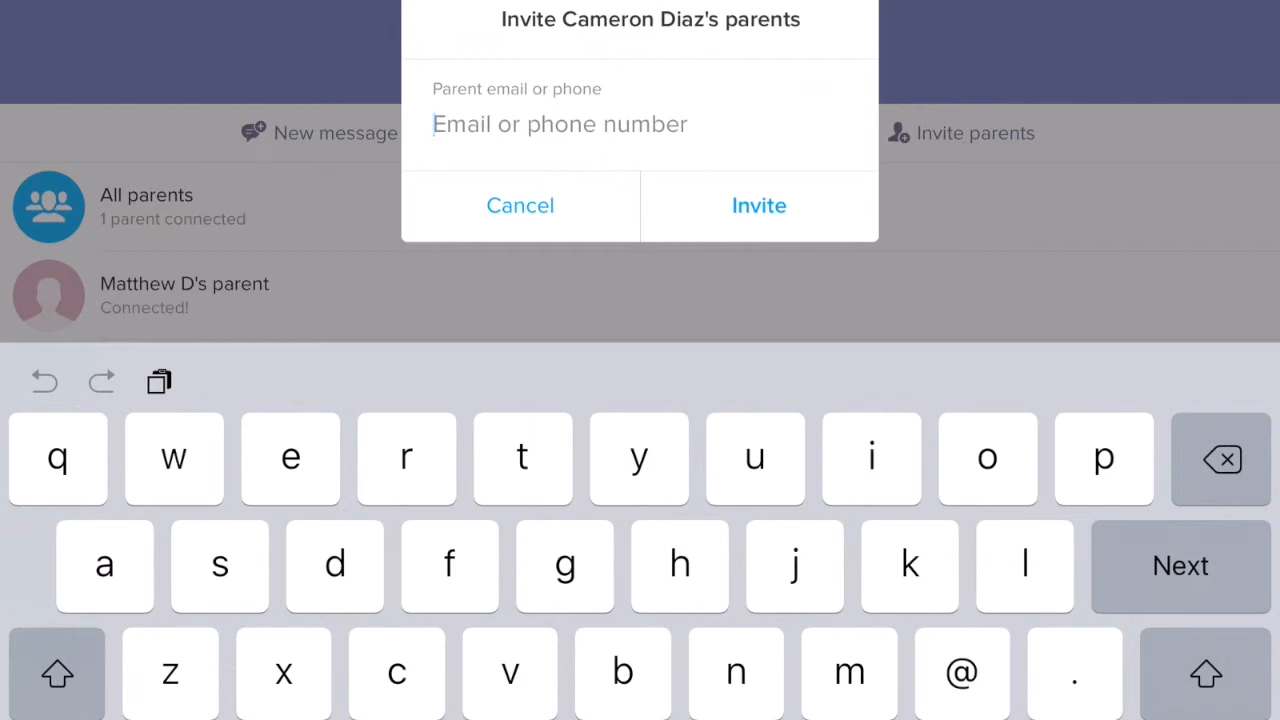 Invite Cameron Diaz's parents
Parent email or phone
Email or phone number
New message
Invite parents
Cancel
Invite
All parents
1 parent connected
Matthew D's parent
Connected!
q w e r t y u i o p
a s d f g h j k l Next
z x c v b n m @ .